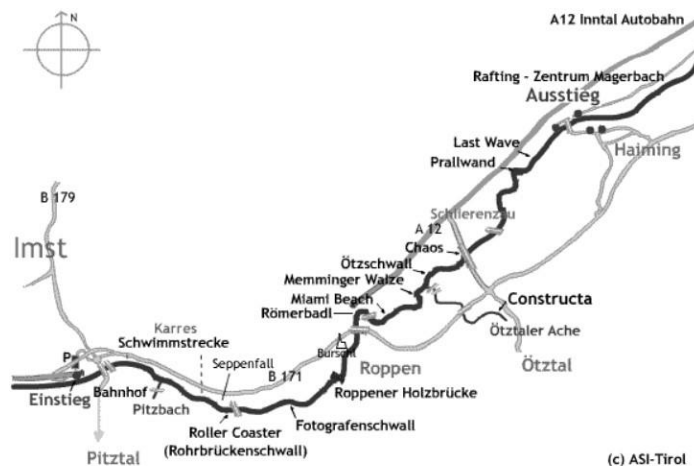 N
A12 Inntal Autobahn
Rafting - Zentrum Magerbach
Ausstieg
Last Wave
Haiming
Prallwand
B 179
Schlierenzau
Imst
A 12
Chaos
Ötzschwall
Memminger Walze
Constructa
Miami Beach
Karres
Römerbadl
Ötztaler Ache
Schwimmstrecke
Burschl
Ötztal
P
Seppenfall
Roppen
B 171
Bahnhof
Roppener Holzbrücke
Einstieg
Pitzbach
Fotografenschwall
Roller Coaster
(Rohrbrückenschwall)
Pitztal
(c) ASI-Tirol